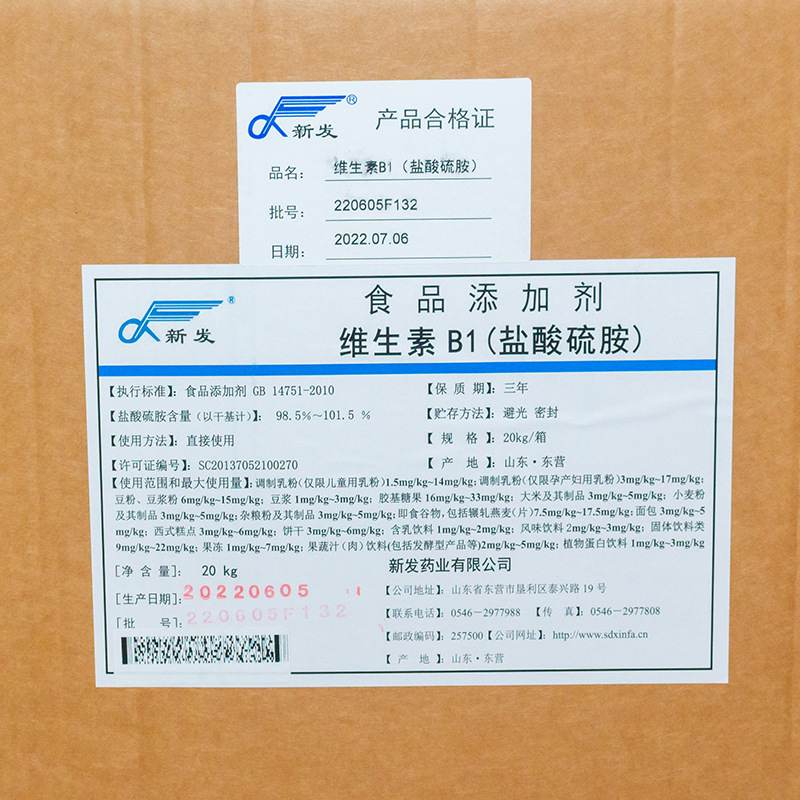 新发®
产品合格证
品名： 维生素B1（盐酸硫胺）
批号： 220605F132
日期： 2022.07.06
新发®
食品添加剂
维生素B1(盐酸硫胺)
【执行标准】：食品添加剂 GB 14751-2010
【保 质 期】：三年
【盐酸硫胺含量（以干基计）】： 98.5%～101.5 %
【贮存方法】：避光 密封
【使用方法】：直接使用
【规 格】：20kg/箱
【许可证编号】：SC20137052100270
【产 地】：山东·东营
【使用范围和最大使用量】：调制乳粉（仅限儿童用乳粉）1.5mg/kg~14mg/kg；调制乳粉（仅限孕产妇用乳粉）3mg/kg~17mg/kg；
豆粉、豆浆粉 6mg/kg~15mg/kg；豆浆 1mg/kg~3mg/kg；胶基糖果 16mg/kg~33mg/kg；大米及其制品 3mg/kg~5mg/kg；小麦粉
及其制品 3mg/kg~5mg/kg；杂粮粉及其制品 3mg/kg~5mg/kg；即食谷物，包括辗轧燕麦(片)7.5mg/kg~17.5mg/kg；面包 3mg/kg~5
mg/kg；西式糕点 3mg/kg~6mg/kg；饼干 3mg/kg~6mg/kg；含乳饮料 1mg/kg~2mg/kg；风味饮料 2mg/kg~3mg/kg；固体饮料类
9mg/kg~22mg/kg；果冻 1mg/kg~7mg/kg；果蔬汁（肉）饮料(包括发酵型产品等)2mg/kg~5mg/kg；植物蛋白饮料 1mg/kg~3mg/kg
[净 含 量]： 20 kg
新发药业有限公司
[生产日期]：20220605
【公司地址】：山东省东营市垦利区泰兴路 19 号
[批 号]：220605F132
【联系电话】：0546-2977988 【传 真】：0546-2977808
【邮政编码】：257500【公司网址】：http://www.sdxinfa.cn
【产 地】：山东·东营